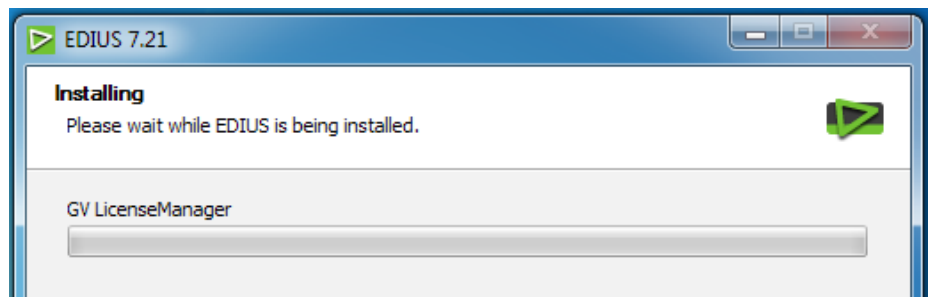 EDIUS 7.21
Installing
Please wait while EDIUS is being installed.
GV LicenseManager